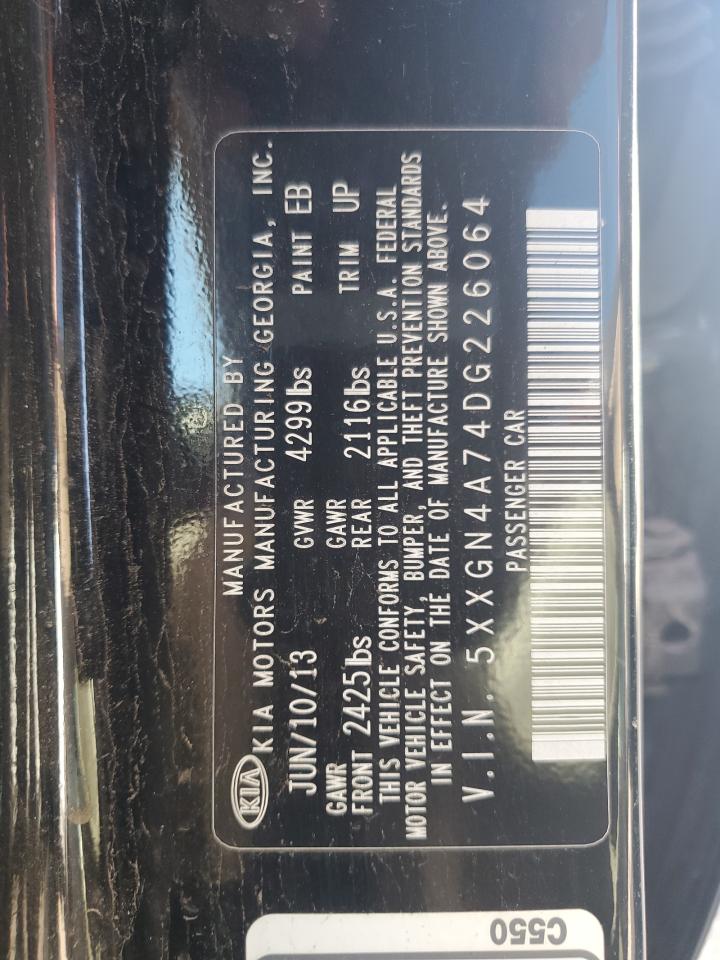 MANUFACTURED BY
KIA KIA MOTORS MANUFACTURING GEORGIA, INC.
JUN/10/13 GVWR 4299lbs PAINT EB
GAWR FRONT 2425lbs GAWR REAR 2116lbs TRIM UP
THIS VEHICLE CONFORMS TO ALL APPLICABLE U.S.A. FEDERAL
MOTOR VEHICLE SAFETY, BUMPER, AND THEFT PREVENTION STANDARDS
IN EFFECT ON THE DATE OF MANUFACTURE SHOWN ABOVE.
V.I.N. 5XXGN4A74DG226064
PASSENGER CAR
C550